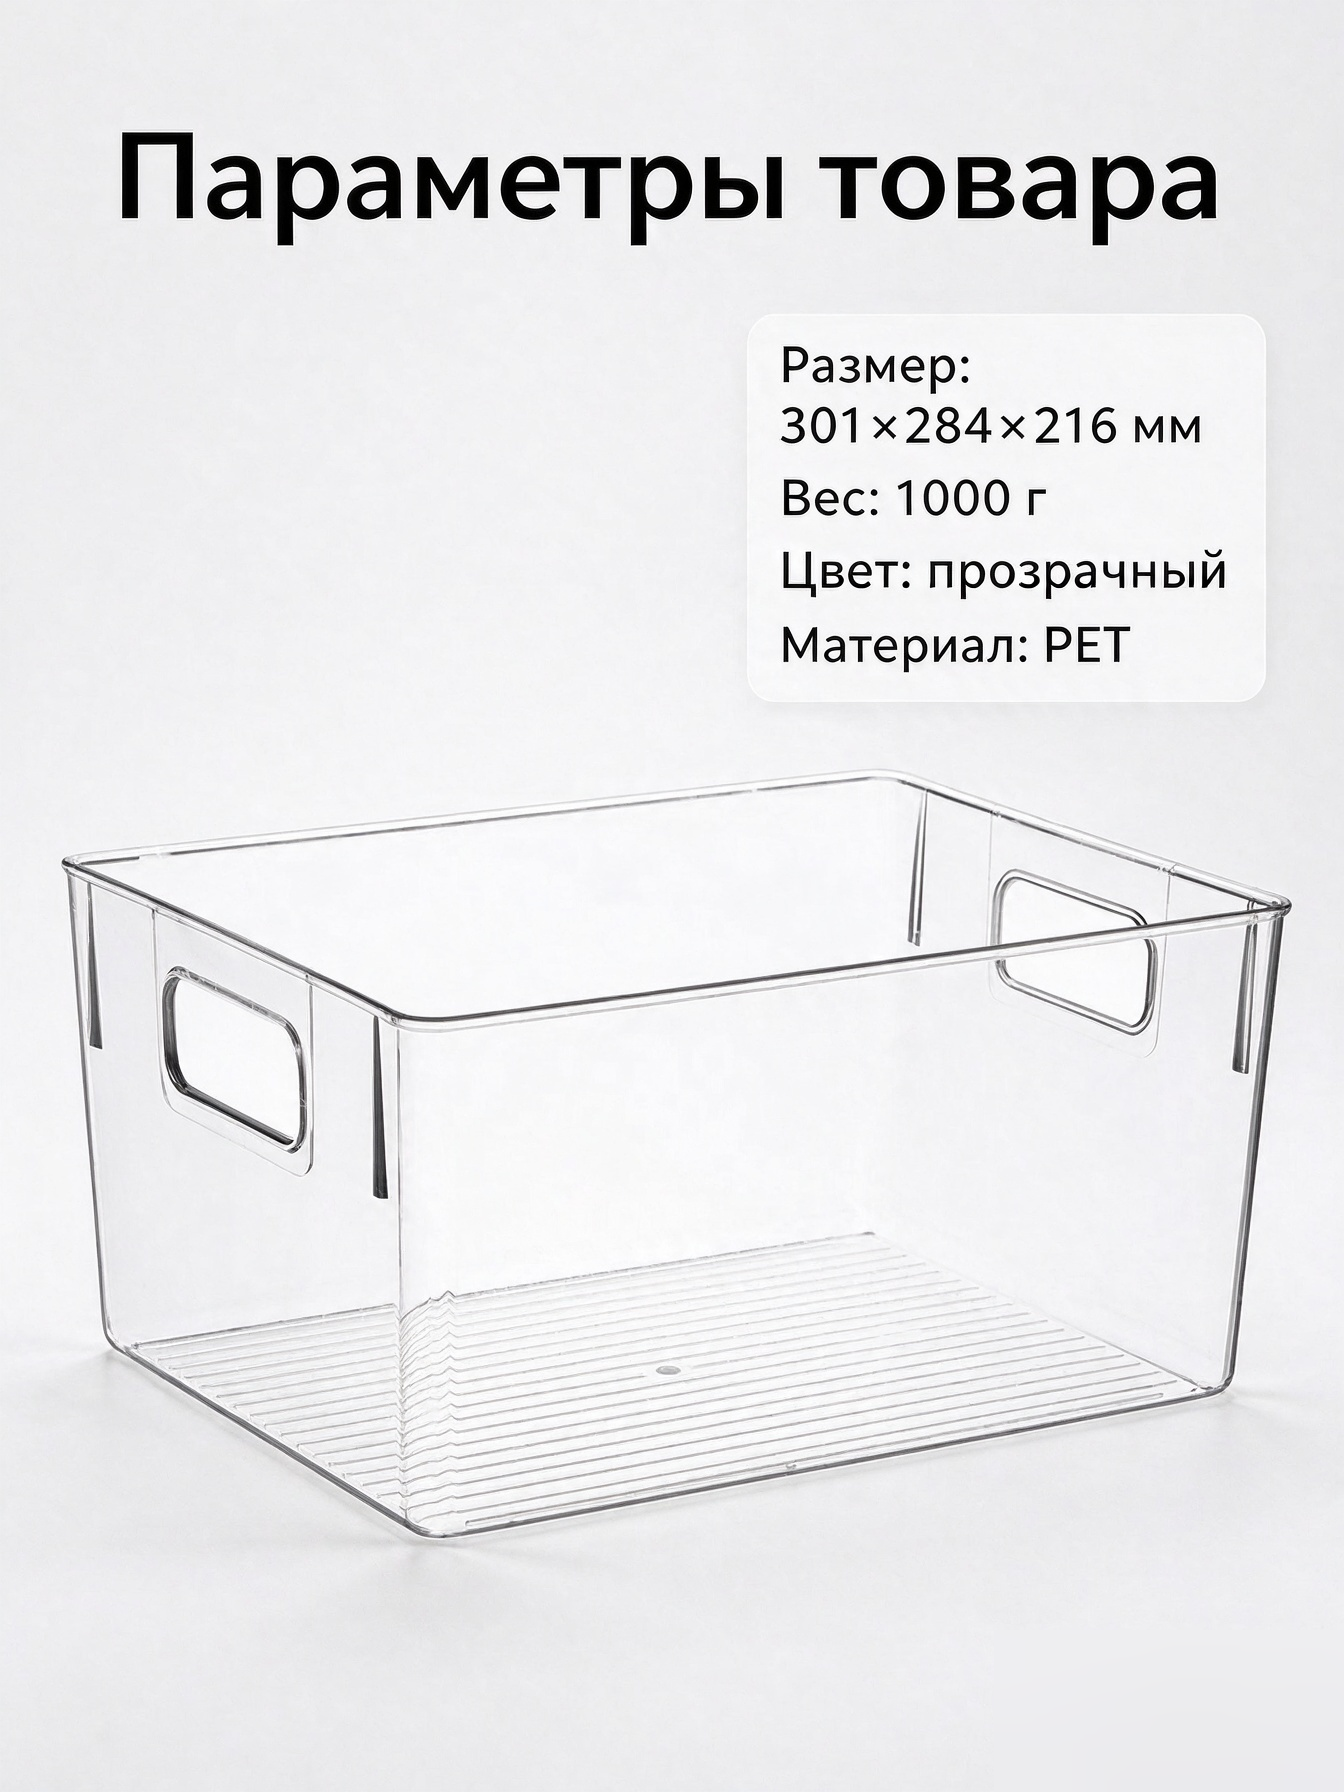 Параметры товара
Размер:
301×284×216 мм
Вес: 1000 г
Цвет: прозрачный
Материал: PET